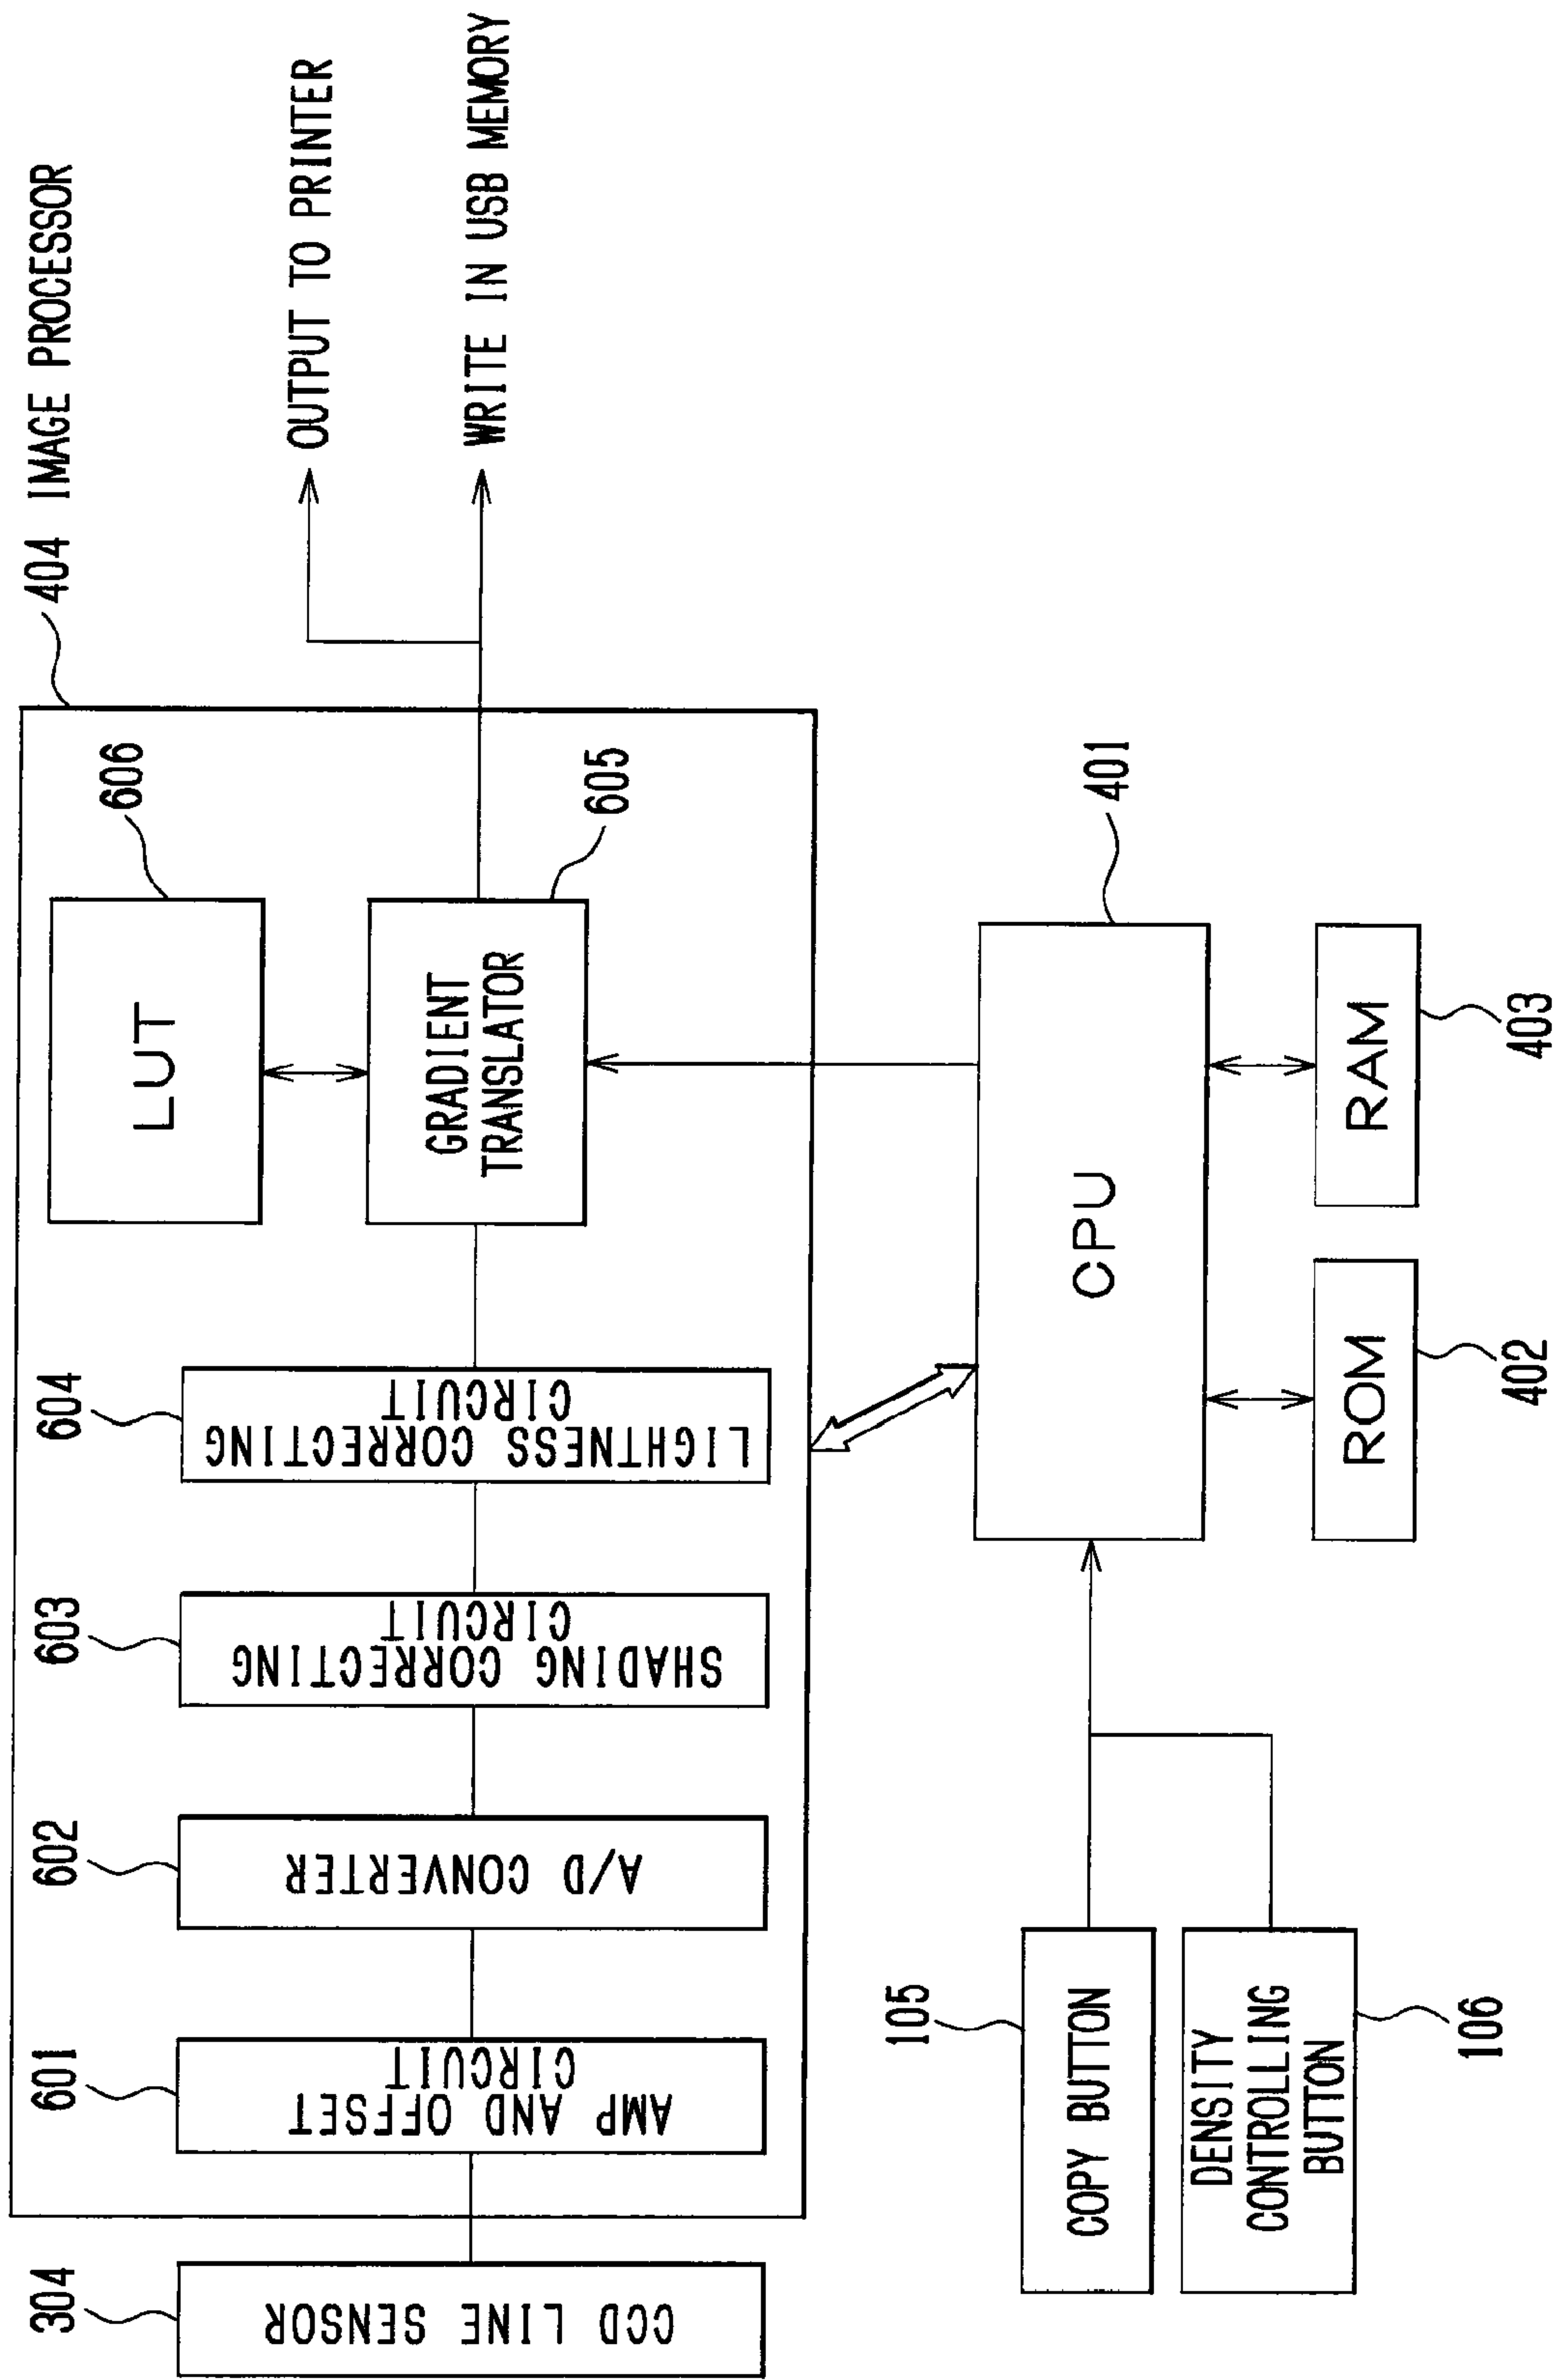 404 IMAGE PROCESSOR
304
CCD LINE SENSOR
601
AMP AND OFFSET
CIRCUIT
602
A/D CONVERTER
603
SHADING CORRECTING
CIRCUIT
604
LIGHTNESS CORRECTING
CIRCUIT
606
LUT
GRADIENT
TRANSLATOR
605
OUTPUT TO PRINTER
WRITE IN USB MEMORY
105
COPY BUTTON
DENSITY
CONTROLLING
BUTTON
106
CPU
401
ROM
402
RAM
403